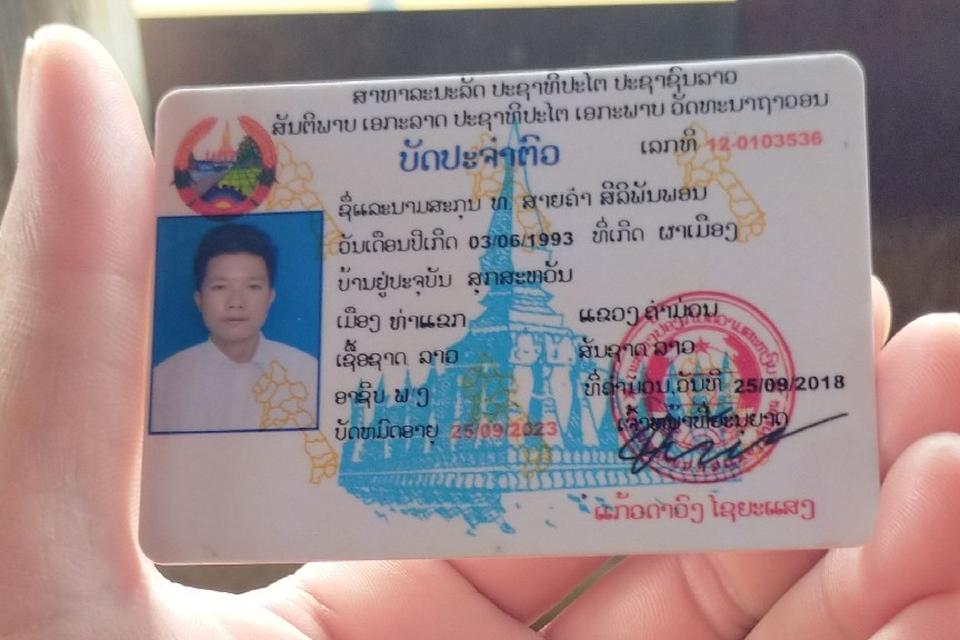 ສາທາລະນະລັດ ປະຊາທິປະໄຕ ປະຊາຊົນລາວ
ສັນຕິພາບ ເອກະລາດ ປະຊາທິປະໄຕ ເອກະພາບ ວັດທະນາຖາວອນ
ບັດປະຈຳຕົວ ເລກທີ 12-0103536
ຊື່ແລະນາມສະກຸນ ທ. ສາຍຄຳ ສີລິພັນພອນ
ວັນເດືອນປີເກີດ 03/06/1993 ທີ່ເກີດ ຜາເມືອງ
ບ້ານຢູ່ປະຈຸບັນ ສຸກສະຫວັນ
ເມືອງ ທ່າແຂກ ແຂວງ ຄຳມ່ວນ
ເຊື້ອຊາດ ລາວ ສັນຊາດ ລາວ
ອາຊີບ ພ/ງ ທີ່ຄຳມ່ວນ,ວັນທີ 25/09/2018
ບັດຫມົດອາຍຸ 25/09/2023 ເຈົ້າໜ້າທີ່ອະນຸຍາດ
ແກ້ວດາວົງ ໄຊຍະແສງ